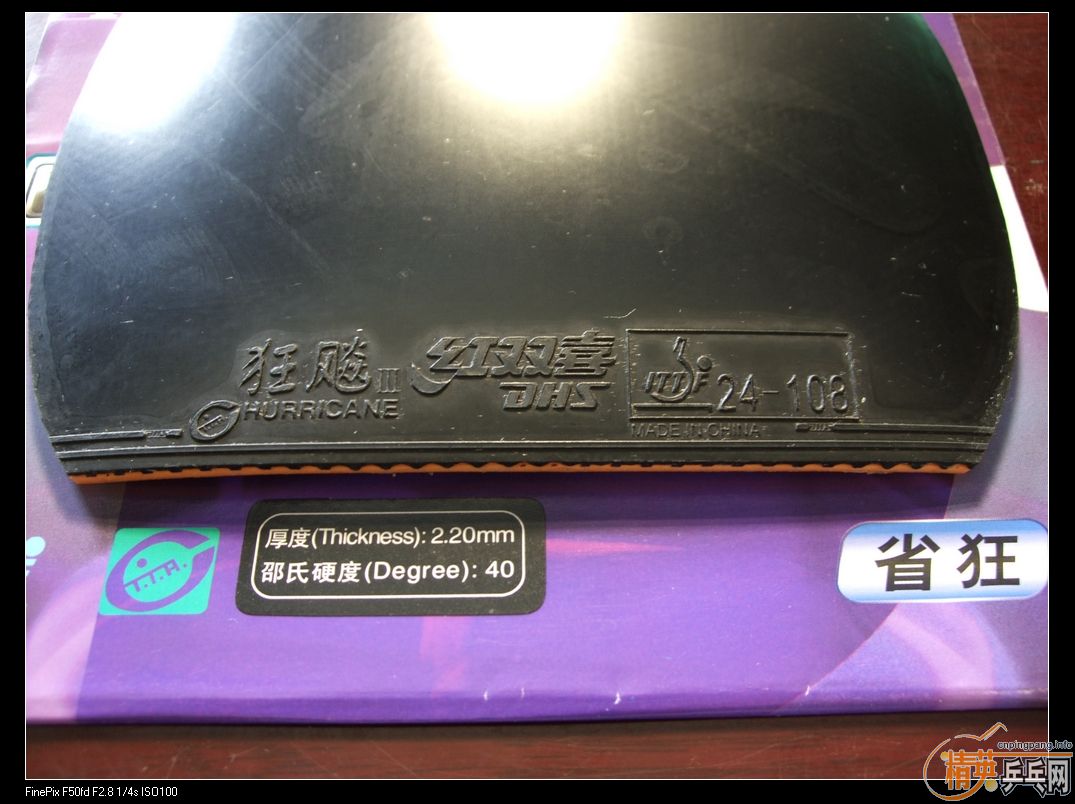 狂飚 III
HURRICANE
红双喜
DHS
ITTF 24-108
MADE IN CHINA
T.T.A.
厚度(Thickness): 2.20mm
邵氏硬度(Degree): 40
省狂
cnpingpang.info
精英乒乓网
FinePix F50fd F2.8 1/4s ISO100